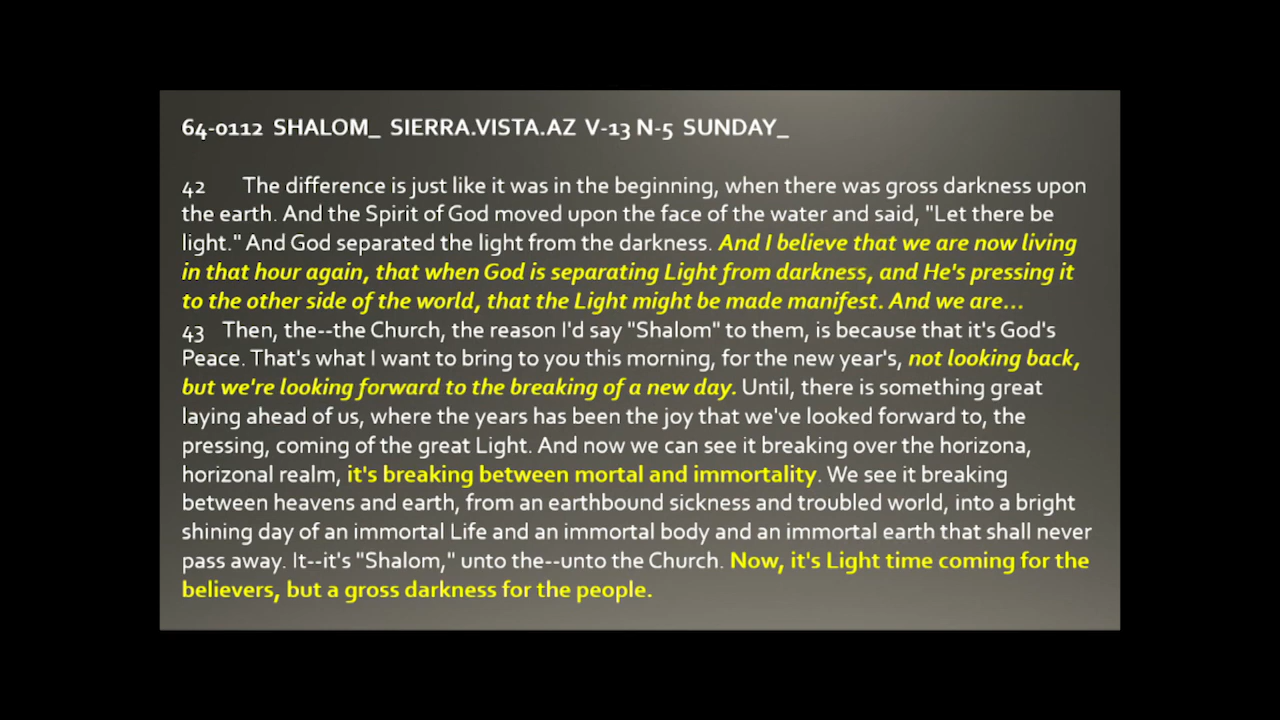 64-0112 SHALOM_ SIERRA.VISTA.AZ V-13 N-5 SUNDAY_
42 The difference is just like it was in the beginning, when there was gross darkness upon
the earth. And the Spirit of God moved upon the face of the water and said, "Let there be
light." And God separated the light from the darkness. And I believe that we are now living
in that hour again, that when God is separating Light from darkness, and He's pressing it
to the other side of the world, that the Light might be made manifest. And we are...
43 Then, the--the Church, the reason I'd say "Shalom" to them, is because that it's God's
Peace. That's what I want to bring to you this morning, for the new year's, not looking back,
but we're looking forward to the breaking of a new day. Until, there is something great
laying ahead of us, where the years has been the joy that we've looked forward to, the
pressing, coming of the great Light. And now we can see it breaking over the horizona,
horizonal realm, it's breaking between mortal and immortality. We see it breaking
between heavens and earth, from an earthbound sickness and troubled world, into a bright
shining day of an immortal Life and an immortal body and an immortal earth that shall never
pass away. It--it's "Shalom," unto the--unto the Church. Now, it's Light time coming for the
believers, but a gross darkness for the people.